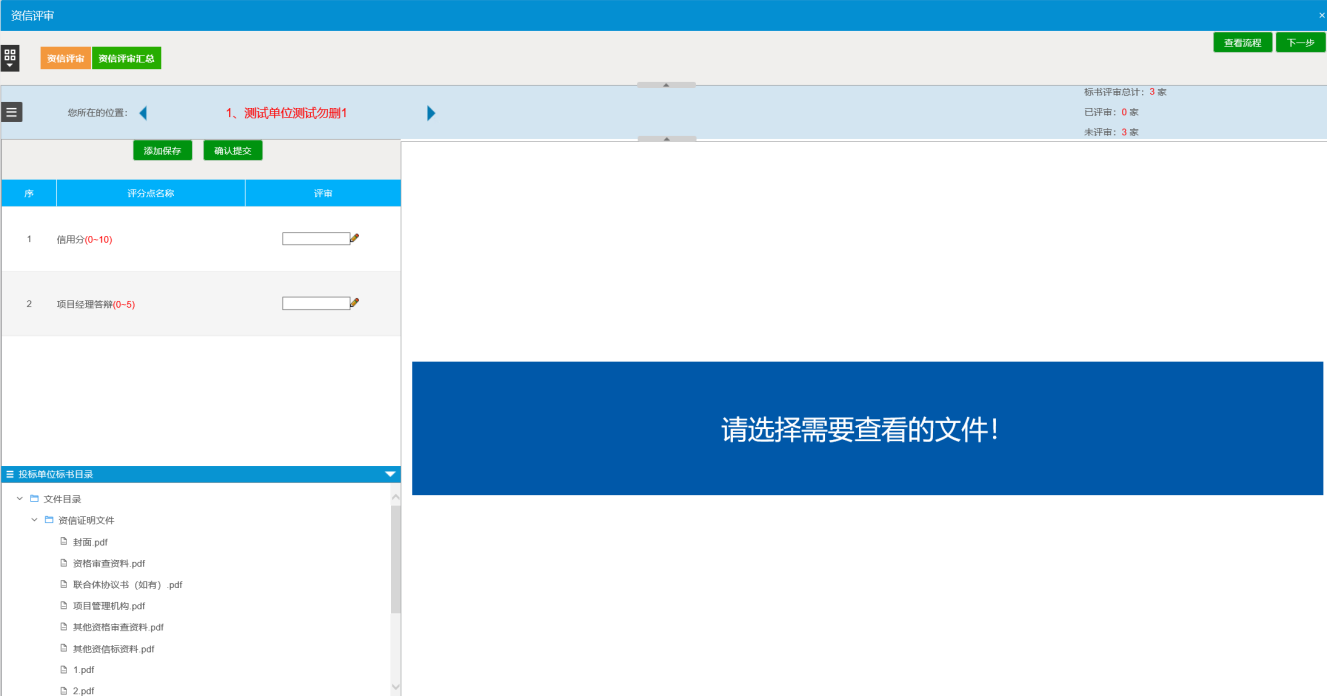 资信评审
×
查看流程 下一步
资信评审 资信评审汇总
标书评审总计：3 家
您所在的位置： 1、测试单位测试勿删1
已评审：0 家
未评审：3 家
添加保存 确认提交
序 评分点名称 评审
1 信用分(0~10)
2 项目经理答辩(0~5)
请选择需要查看的文件!
投标单位标书目录
文件目录
资信证明文件
封面.pdf
资格审查资料.pdf
联合体协议书（如有）.pdf
项目管理机构.pdf
其他资格审查资料.pdf
其他资信标资料.pdf
1.pdf
2.pdf